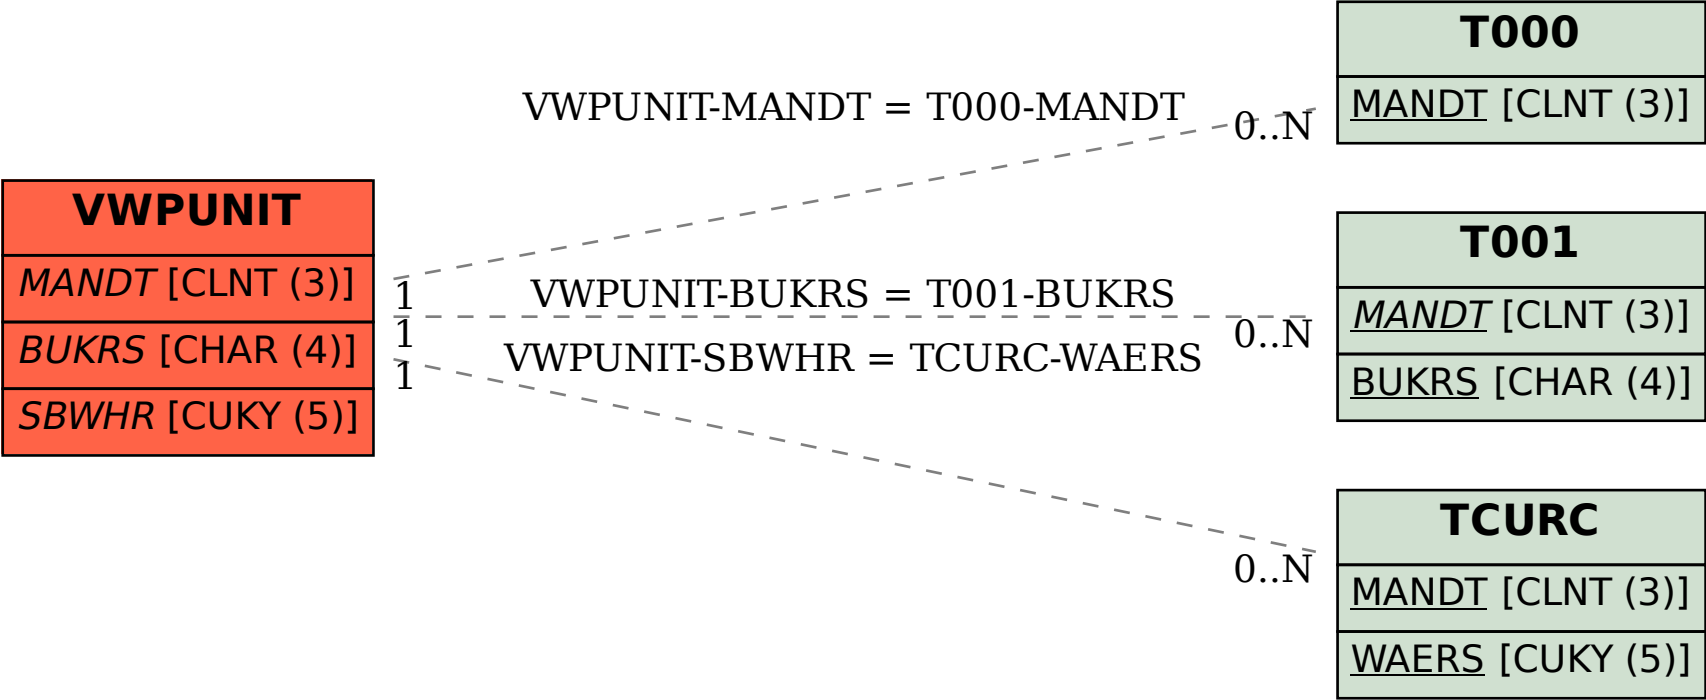 VWPUNIT
MANDT [CLNT (3)]
BUKRS [CHAR (4)]
SBWHR [CUKY (5)]
VWPUNIT-MANDT = T000-MANDT
1
0..N
VWPUNIT-BUKRS = T001-BUKRS
1
0..N
VWPUNIT-SBWHR = TCURC-WAERS
1
0..N
T000
MANDT [CLNT (3)]
T001
MANDT [CLNT (3)]
BUKRS [CHAR (4)]
TCURC
MANDT [CLNT (3)]
WAERS [CUKY (5)]